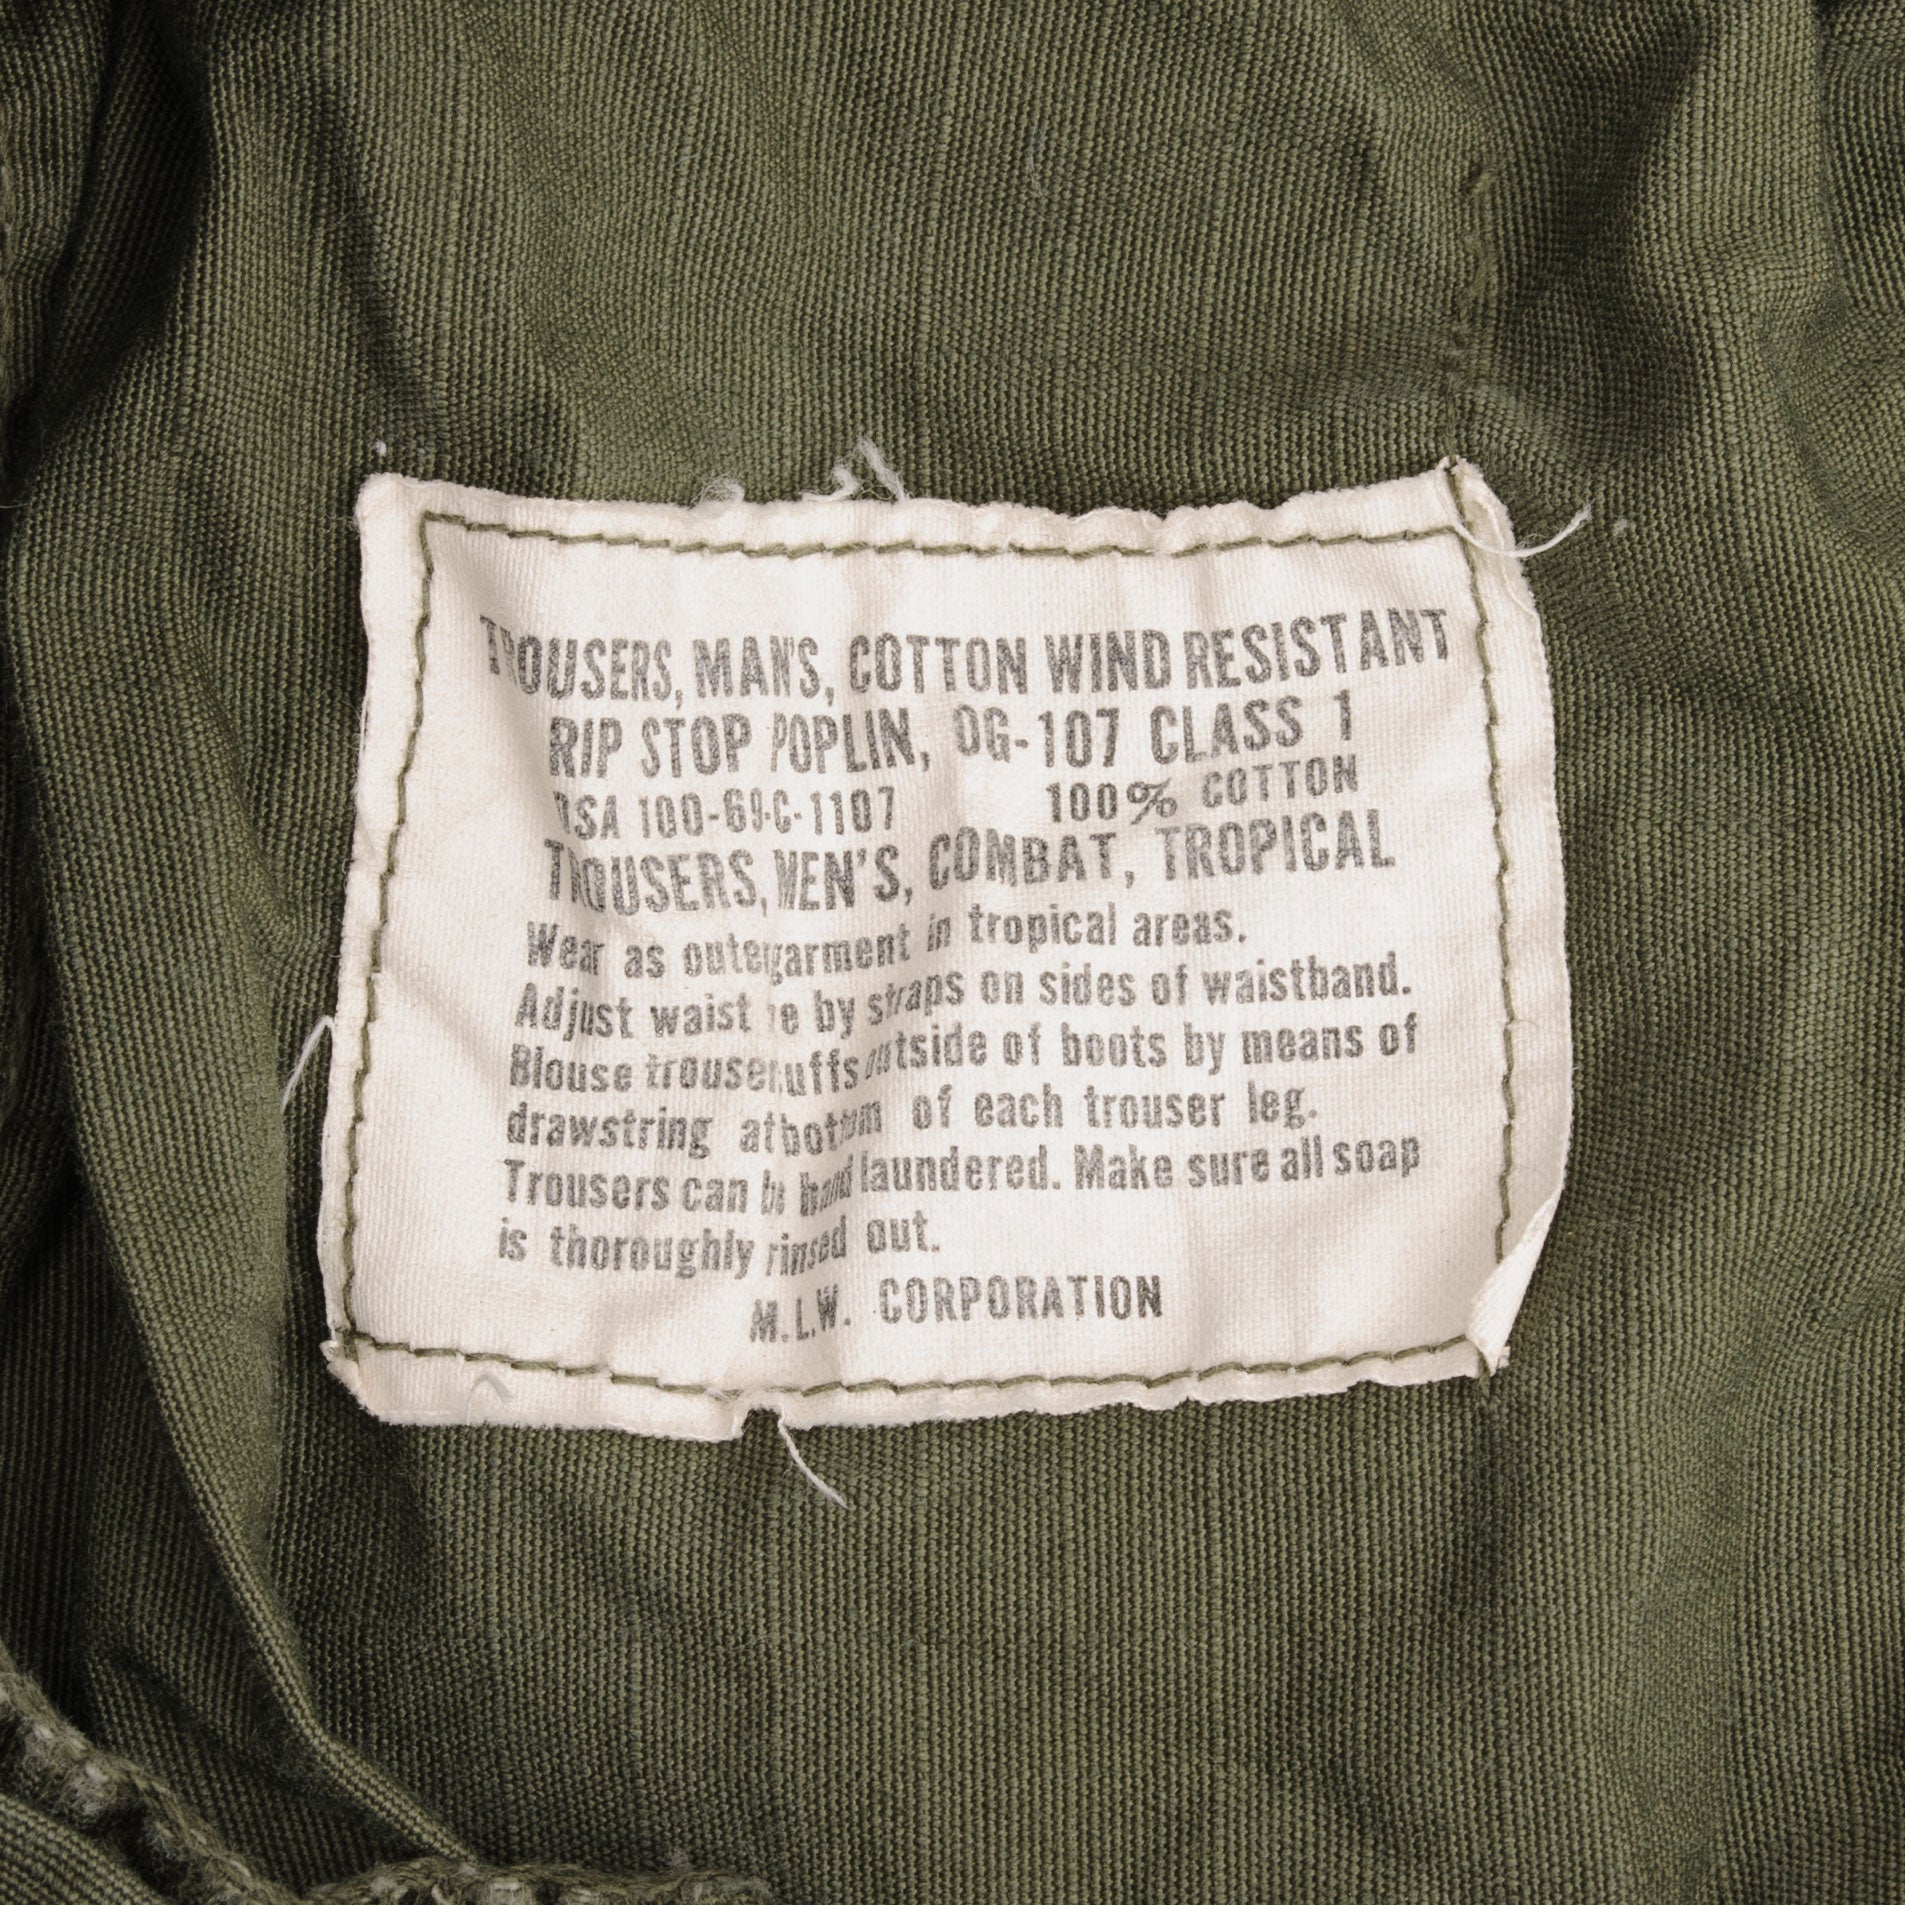 TROUSERS, MAN'S, COTTON WIND RESISTANT
RIP STOP POPLIN, OG-107 CLASS 1
DSA 100-69-C-1107 100% COTTON
TROUSERS, MEN'S, COMBAT, TROPICAL
Wear as outergarment in tropical areas.
Adjust waist by straps on sides of waistband.
Blouse outside of boots by means of
drawstring at bottom of each trouser leg.
Trousers can be hand laundered. Make sure all soap
is thoroughly rinsed out.
M.L.W. CORPORATION